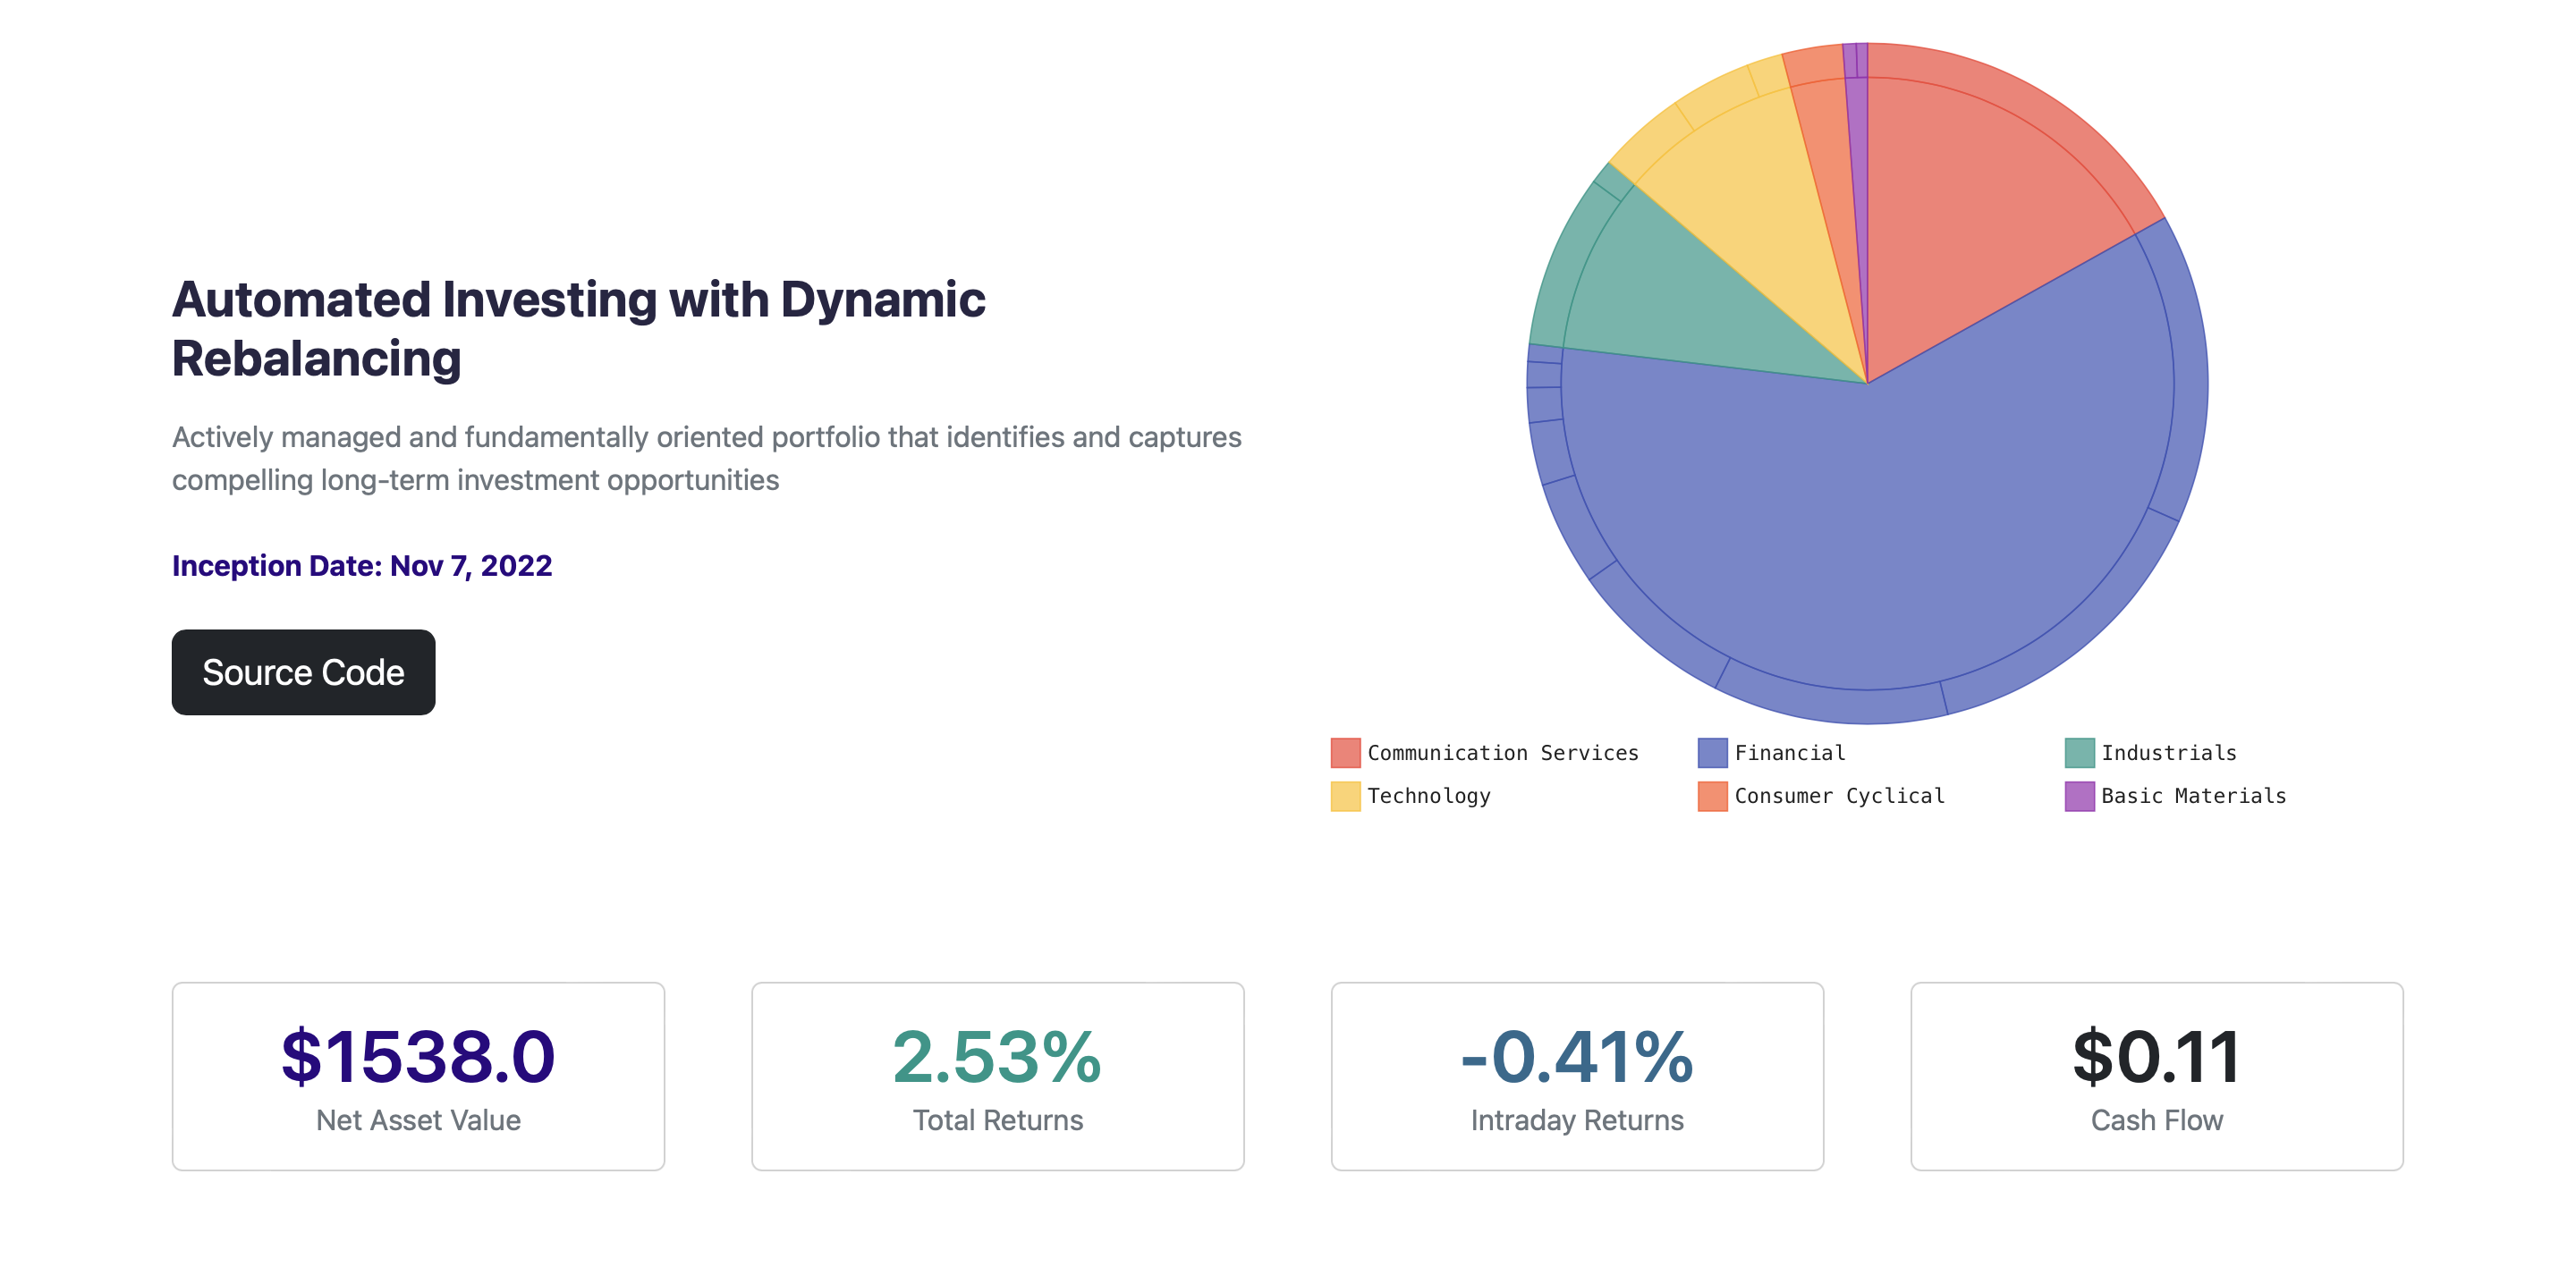 Automated Investing with Dynamic
Rebalancing
Actively managed and fundamentally oriented portfolio that identifies and captures
compelling long-term investment opportunities
Inception Date: Nov 7, 2022
Source Code
Communication Services
Financial
Industrials
Technology
Consumer Cyclical
Basic Materials
$1538.0
Net Asset Value
2.53%
Total Returns
-0.41%
Intraday Returns
$0.11
Cash Flow